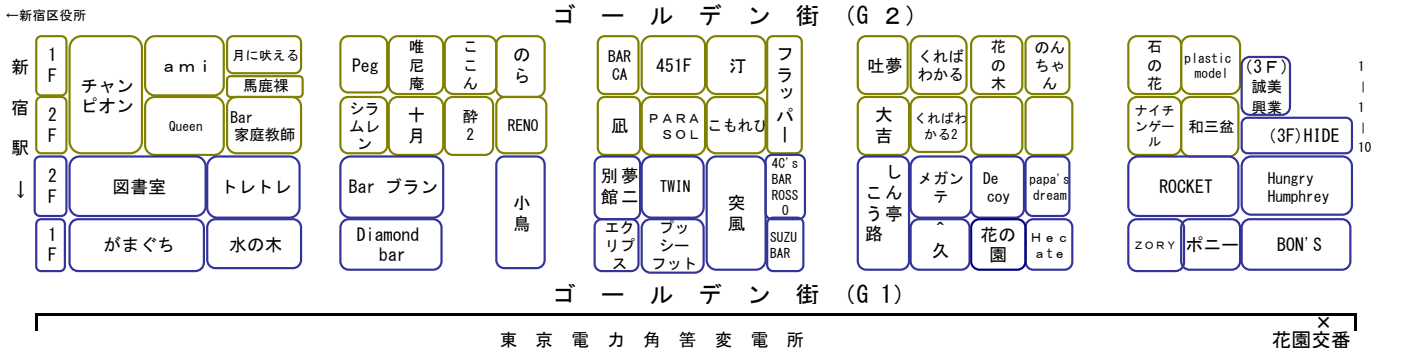 ←新宿区役所
ゴールデン街(G2)
新宿駅↓
1F
チャンピオン
ami
月に吠える
馬鹿裸
Peg
唯尼庵
ここん
のら
BAR CA
451F
汀
フラッパー
吐夢
くればわかる
花の木
のんちゃん
石の花
plastic model
(3F)誠美興業
1-1-10
2F
Queen
Bar 家庭教師
シラムレン
十月
酔2
RENO
凪
PARASOL
こもれび
大吉
くればわかる2
ナイチンゲール
和三盆
(3F)HIDE
2F
図書室
トレトレ
Bar ブラン
小鳥
夢二別館
TWIN
突風
4C's BAR ROSSO
しん亭こう路
メガンテ
Decoy
papa's dream
ROCKET
Hungry Humphrey
1F
がまぐち
水の木
Diamond bar
エクリプス
プッシーフット
SUZU BAR
久
花の園
Hecate
ZORY
ポニー
BON'S
ゴールデン街(G1)
東京電力角筈変電所
×
花園交番